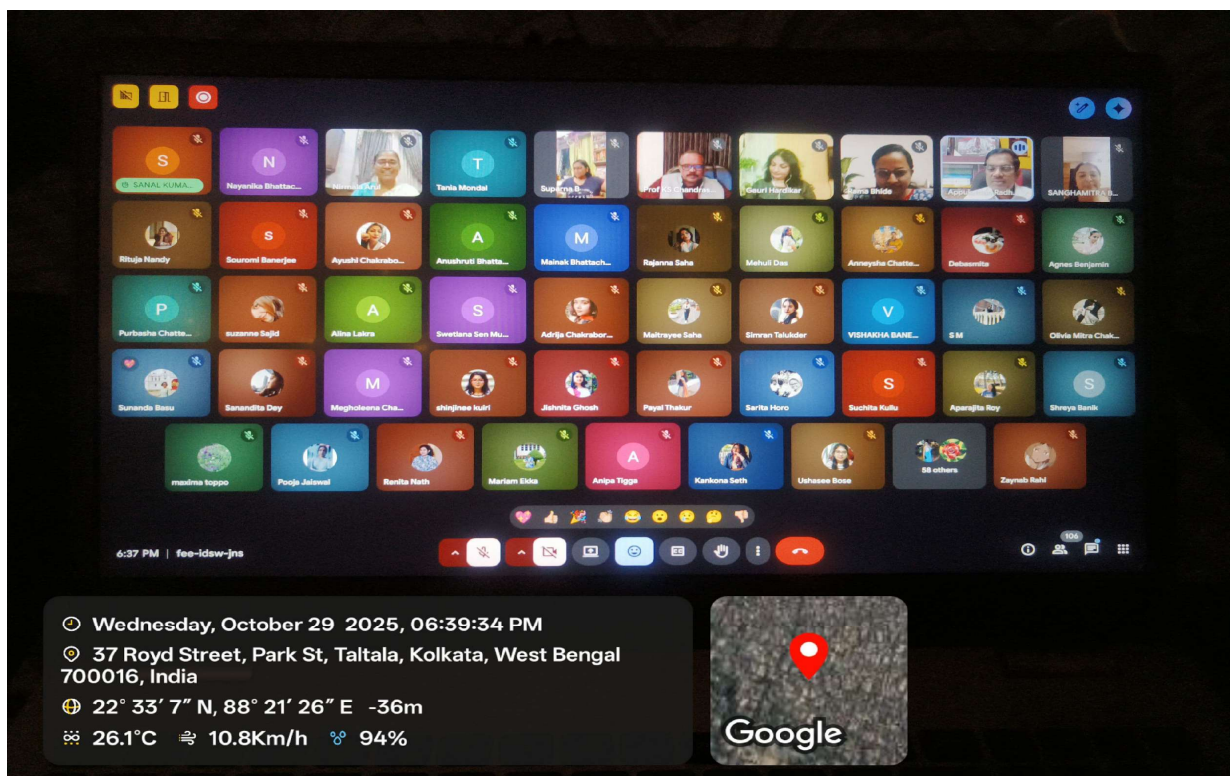 S
SANAL KUMA...
N
Nayanika Bhattac...
Nirmala Arul
T
Tania Mondal
Suparna B
Prof KS Chandras...
Gauri Hardikar
Bhide
Radh...
SANGHAMITRA B...
Rituja Nandy
S
Souromi Banerjee
Ayushi Chakrabo...
A
Anushruti Bhatta...
M
Mainak Bhattach...
Rajanna Saha
Mehuli Das
Anneysha Chatte...
Debasmita
Agnes Benjamin
P
Purbasha Chatte...
suzanne Sajid
A
Alina Lakra
S
Swetlana Sen Mu...
Adrija Chakrabor...
Maitrayee Saha
Simran Talukder
V
VISHAKHA BANE...
S M
Olivia Mitra Chak...
Sunanda Basu
Sanandita Dey
M
Megholeena Cha...
shinjinee kuiri
Jishnita Ghosh
Payal Thakur
Sarita Horo
S
Suchita Kullu
Aparajita Roy
S
Shreya Banik
maxima toppo
Pooja Jaiswal
Renita Nath
Mariam Ekka
A
Anipa Tigga
Kankona Seth
Ushasee Bose
58 others
Zaynab Rahi
6:37 PM | fee-idsw-jns
CC
106
Wednesday, October 29 2025, 06:39:34 PM
37 Royd Street, Park St, Taltala, Kolkata, West Bengal
700016, India
22° 33′ 7″ N, 88° 21′ 26″ E -36m
26.1°C 10.8Km/h 94%
Google